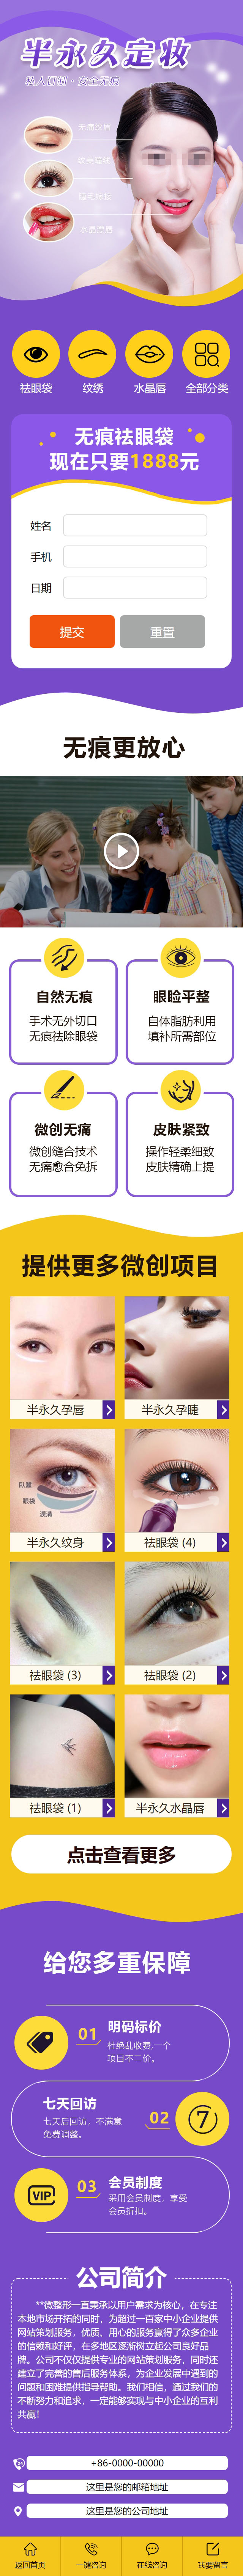 半永久定妆
私人订制·安全无痕
祛眼袋
纹绣
水晶唇
全部分类
无痕祛眼袋
现在只要1888元
姓名
手机
日期
提交
重置
无痕更放心
自然无痕
手术无外切口
无痕祛除眼袋
眼睑平整
自体脂肪利用
填补所需部位
微创无痛
微创缝合技术
无痛愈合免拆
皮肤紧致
操作轻柔细致
皮肤精确上提
提供更多微创项目
半永久孕唇
半永久孕睫
眼袋
泪沟
半永久纹身
祛眼袋 (4)
祛眼袋 (3)
祛眼袋 (2)
祛眼袋 (1)
半永久水晶唇
点击查看更多
给您多重保障
01
明码标价
杜绝乱收费,一个
项目不二价。
七天回访
七天后回访，不满意
免费调整。
02
7
VIP
03
会员制度
采用会员制度，享受
会员折扣。
公司简介
**微整形一直秉承以用户需求为核心，在专注
本地市场开拓的同时，为超过一百家中小企业提供
网站策划服务，优质、用心的服务赢得了众多企业
的信赖和好评，在多地区逐渐树立起公司良好品
牌。公司不仅仅提供专业的网站策划服务，同时还
建立了完善的售后服务体系，为企业发展中遇到的
问题和困难提供指导帮助。我们相信，通过我们的
不断努力和追求，一定能够实现与中小企业的互利
共赢！
24
+86-0000-00000
这里是您的邮箱地址
这里是您的公司地址
返回首页
一键咨询
在线咨询
我要留言